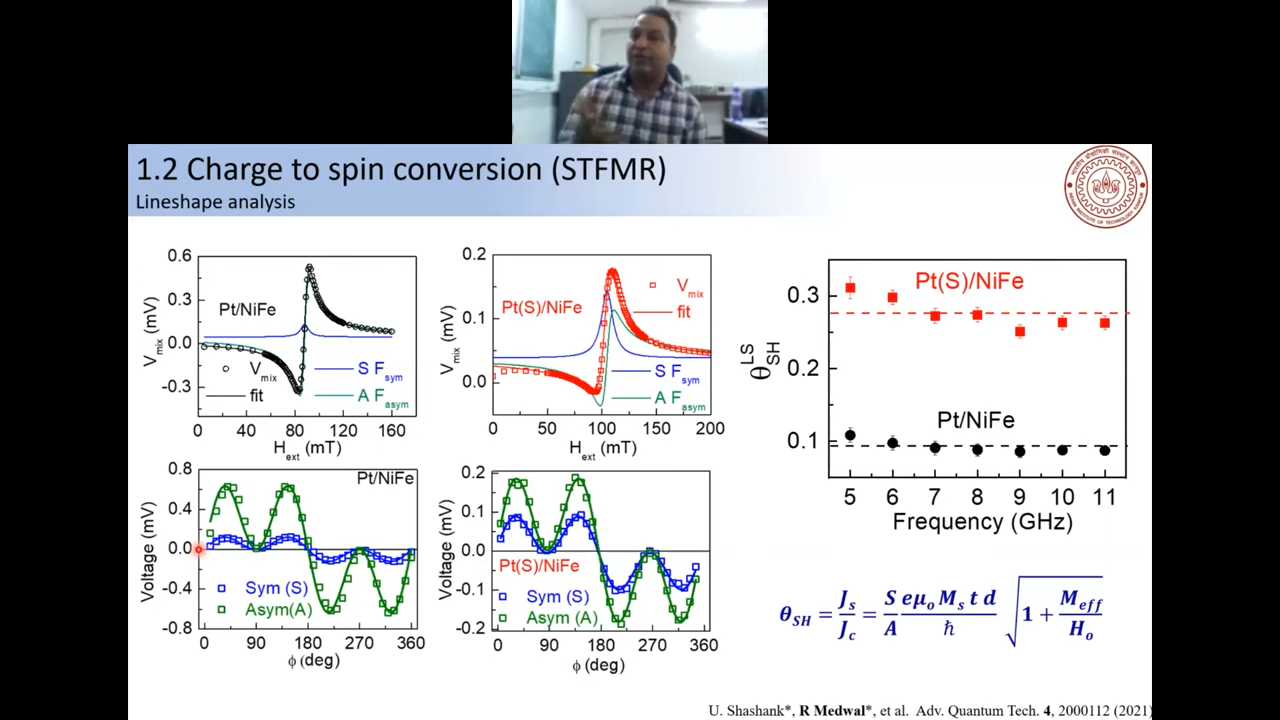 1.2 Charge to spin conversion (STFMR)
Lineshape analysis
0.6
0.3
0.0
-0.3
V_mix (mV)
Pt/NiFe
V_mix
fit
S F_sym
A F_asym
0 40 80 120 160
H_ext (mT)
0.2
0.1
0.0
V_mix (mV)
Pt(S)/NiFe
V_mix
fit
S F_sym
A F_asym
0 50 100 150 200
H_ext (mT)
0.3
0.2
0.1
θ_SH^LS
Pt(S)/NiFe
Pt/NiFe
5 6 7 8 9 10 11
Frequency (GHz)
0.8
0.4
0.0
-0.4
-0.8
Voltage (mV)
Pt/NiFe
Sym (S)
Asym(A)
0 90 180 270 360
ϕ (deg)
0.2
0.1
0.0
-0.1
-0.2
Voltage (mV)
Pt(S)/NiFe
Sym (S)
Asym (A)
0 90 180 270 360
ϕ (deg)
θ_SH = J_s/J_c = S/A eμ_o M_s t d/ħ √(1 + M_eff/H_o)
U. Shashank*, R Medwal*, et al. Adv. Quantum Tech. 4, 2000112 (2021)